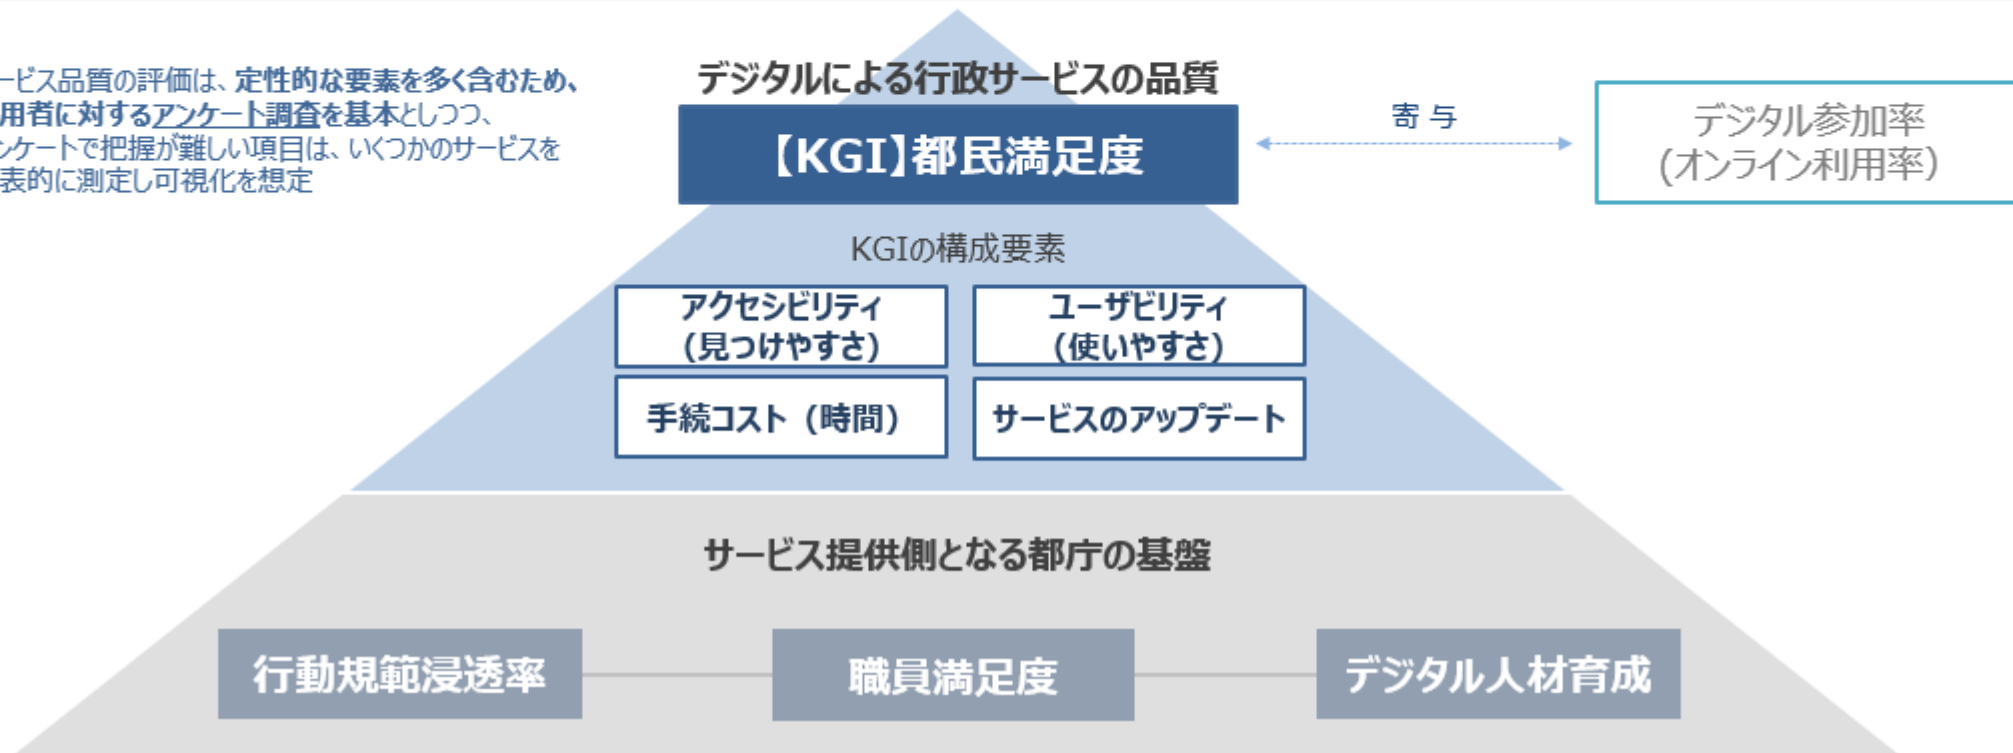 ービス品質の評価は、定性的な要素を多く含むため、
用者に対するアンケート調査を基本としつつ、
ンケートで把握が難しい項目は、いくつかのサービスを
表的に測定し可視化を想定
デジタルによる行政サービスの品質
【KGI】都民満足度
寄与
デジタル参加率
(オンライン利用率)
KGIの構成要素
アクセシビリティ
(見つけやすさ)
ユーザビリティ
(使いやすさ)
手続コスト(時間)
サービスのアップデート
サービス提供側となる都庁の基盤
行動規範浸透率
職員満足度
デジタル人材育成